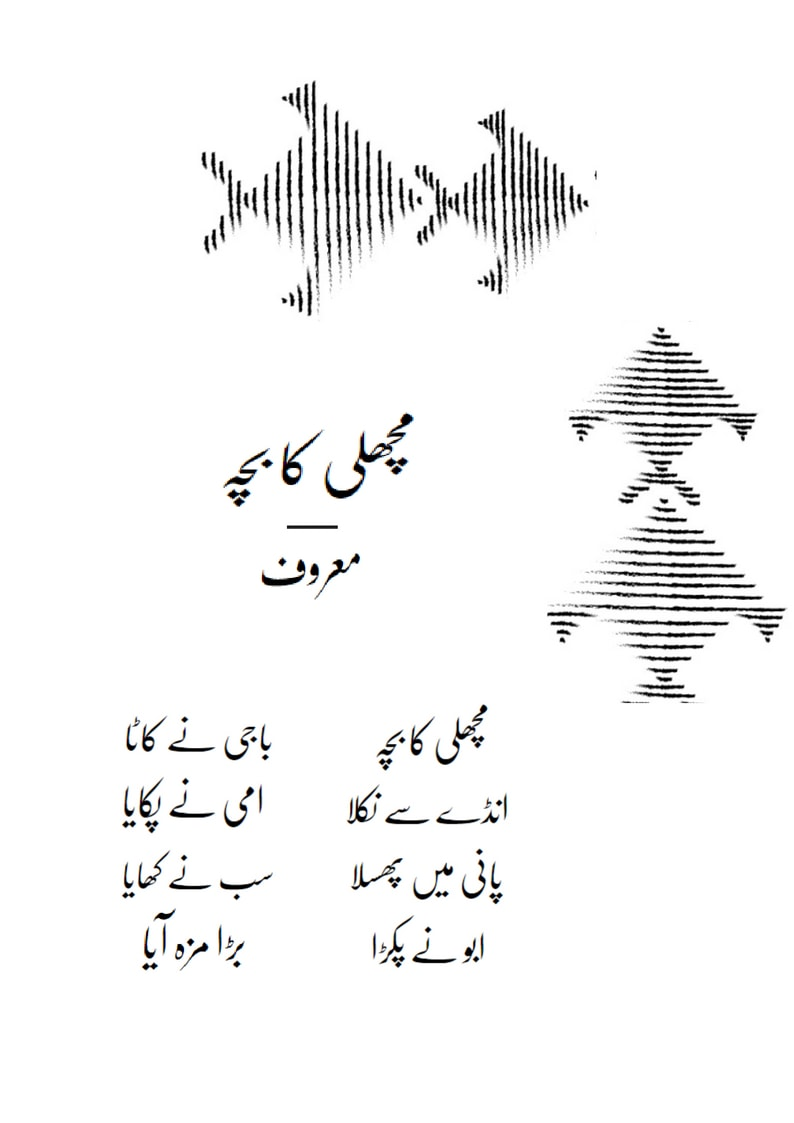 مچھلی کا بچہ
معروف
مچھلی کا بچہ
انڈے سے نکلا
پانی میں پھسلا
ابو نے پکڑا
باجی نے کاٹا
امی نے پکایا
سب نے کھایا
بڑا مزہ آیا